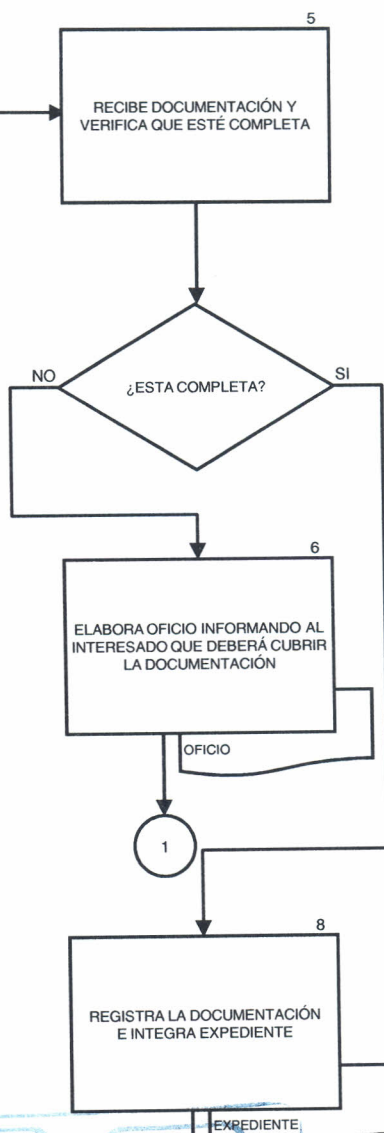 5
RECIBE DOCUMENTACIÓN Y
VERIFICA QUE ESTÉ COMPLETA
NO
¿ESTA COMPLETA?
SI
6
ELABORA OFICIO INFORMANDO AL
INTERESADO QUE DEBERÁ CUBRIR
LA DOCUMENTACIÓN
OFICIO
1
8
REGISTRA LA DOCUMENTACIÓN
E INTEGRA EXPEDIENTE
EXPEDIENTE